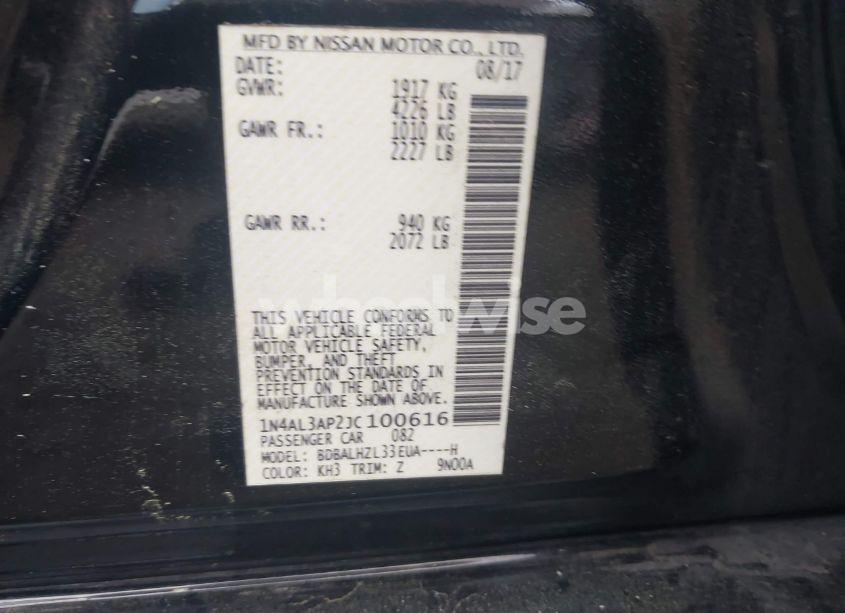 MFD BY NISSAN MOTOR CO., LTD.
DATE: 08/17
GVWR: 1917 KG
4226 LB
GAWR FR.: 1010 KG
2227 LB
GAWR RR.: 940 KG
2072 LB
wheelwise
THIS VEHICLE CONFORMS TO
ALL APPLICABLE FEDERAL
MOTOR VEHICLE SAFETY,
BUMPER, AND THEFT
PREVENTION STANDARDS IN
EFFECT ON THE DATE OF
MANUFACTURE SHOWN ABOVE.
1N4AL3AP2JC100616
PASSENGER CAR 082
MODEL: BDBALHZL33EUA----H
COLOR: KH3 TRIM: Z 9N00A